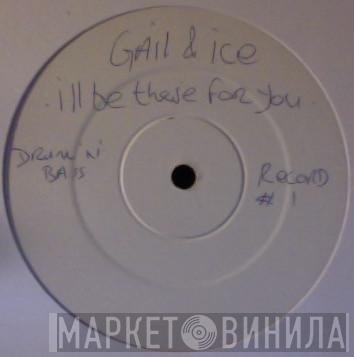 GAil & ice
ill be there for you
DRUM N'
BASS
RECORD
# 1
МАРКЕТ ВИНИЛА